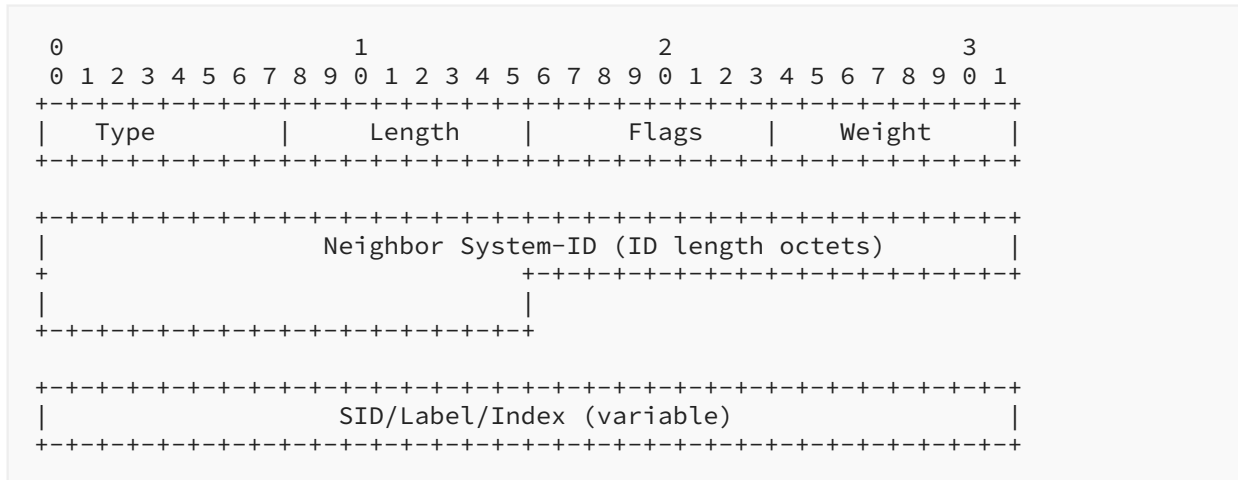 0                   1                   2                   3
 0 1 2 3 4 5 6 7 8 9 0 1 2 3 4 5 6 7 8 9 0 1 2 3 4 5 6 7 8 9 0 1
+-+-+-+-+-+-+-+-+-+-+-+-+-+-+-+-+-+-+-+-+-+-+-+-+-+-+-+-+-+-+-+-+
|   Type        |     Length    |      Flags    |    Weight     |
+-+-+-+-+-+-+-+-+-+-+-+-+-+-+-+-+-+-+-+-+-+-+-+-+-+-+-+-+-+-+-+-+

+-+-+-+-+-+-+-+-+-+-+-+-+-+-+-+-+-+-+-+-+-+-+-+-+-+-+-+-+-+-+-+-+
|                  Neighbor System-ID (ID length octets)         |
+                               +-+-+-+-+-+-+-+-+-+-+-+-+-+-+-+-+
|                               |
+-+-+-+-+-+-+-+-+-+-+-+-+-+-+-+-+

+-+-+-+-+-+-+-+-+-+-+-+-+-+-+-+-+-+-+-+-+-+-+-+-+-+-+-+-+-+-+-+-+
|                   SID/Label/Index (variable)                  |
+-+-+-+-+-+-+-+-+-+-+-+-+-+-+-+-+-+-+-+-+-+-+-+-+-+-+-+-+-+-+-+-+